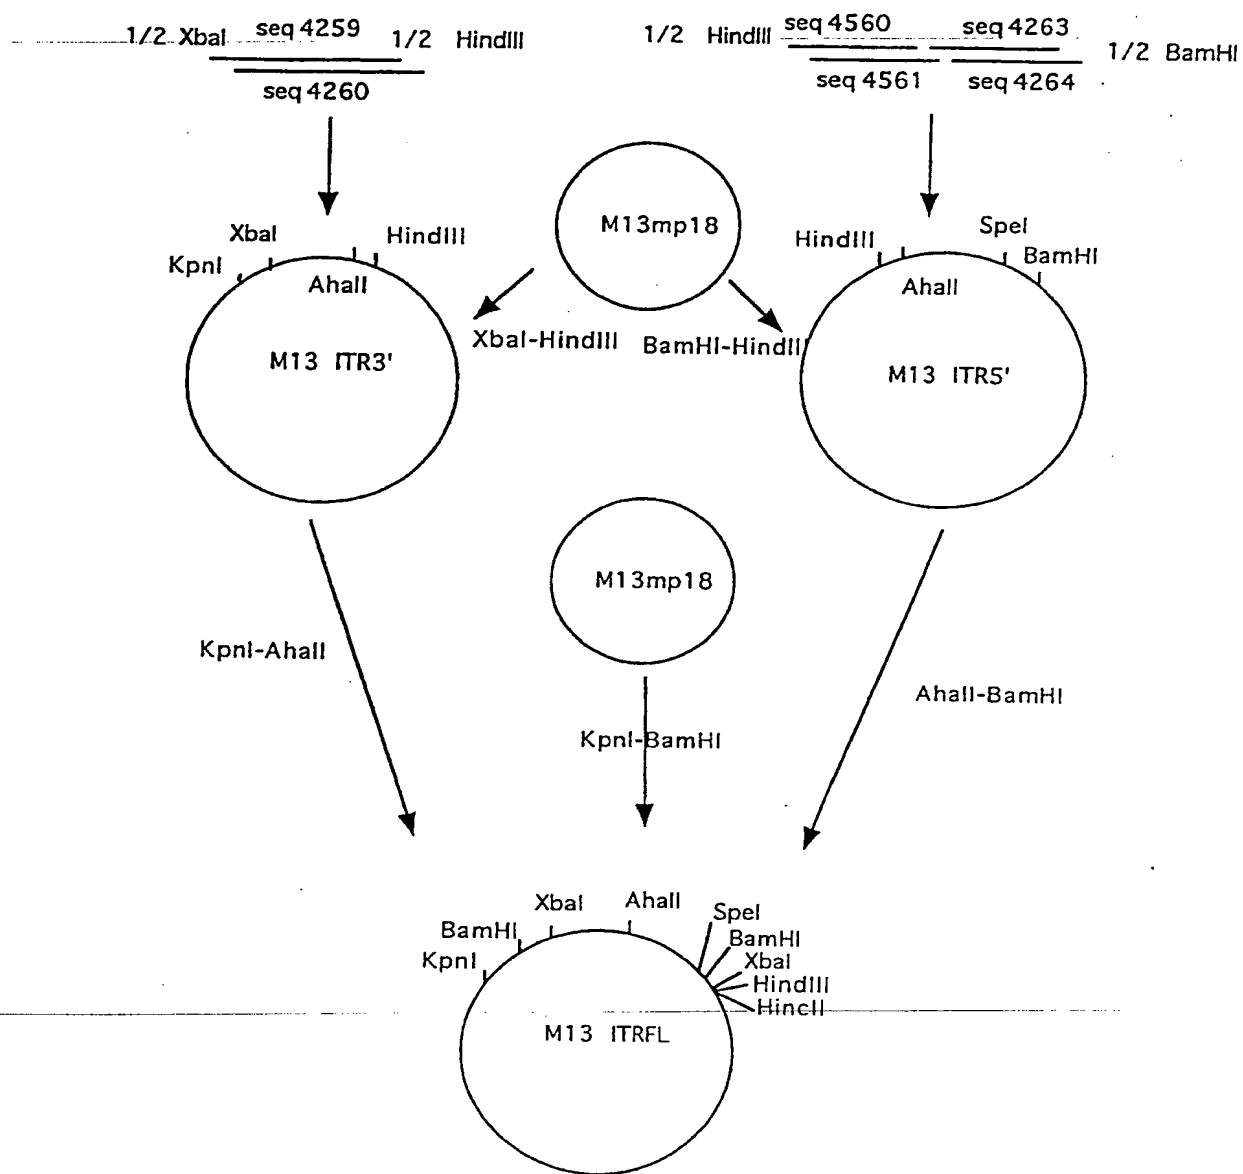 1/2 XbaI seq 4259 1/2 HindIII
seq 4260
1/2 HindIII seq 4560 seq 4263 1/2 BamHI
seq 4561 seq 4264
M13mp18
KpnI XbaI AhaII HindIII
M13 ITR3'
XbaI-HindIII
BamHI-HindIII
HindIII AhaII SpeI BamHI
M13 ITR5'
M13mp18
KpnI-AhaII
KpnI-BamHI
AhaII-BamHI
KpnI BamHI XbaI AhaII SpeI
BamHI
XbaI
HindIII
HincII
M13 ITRFL